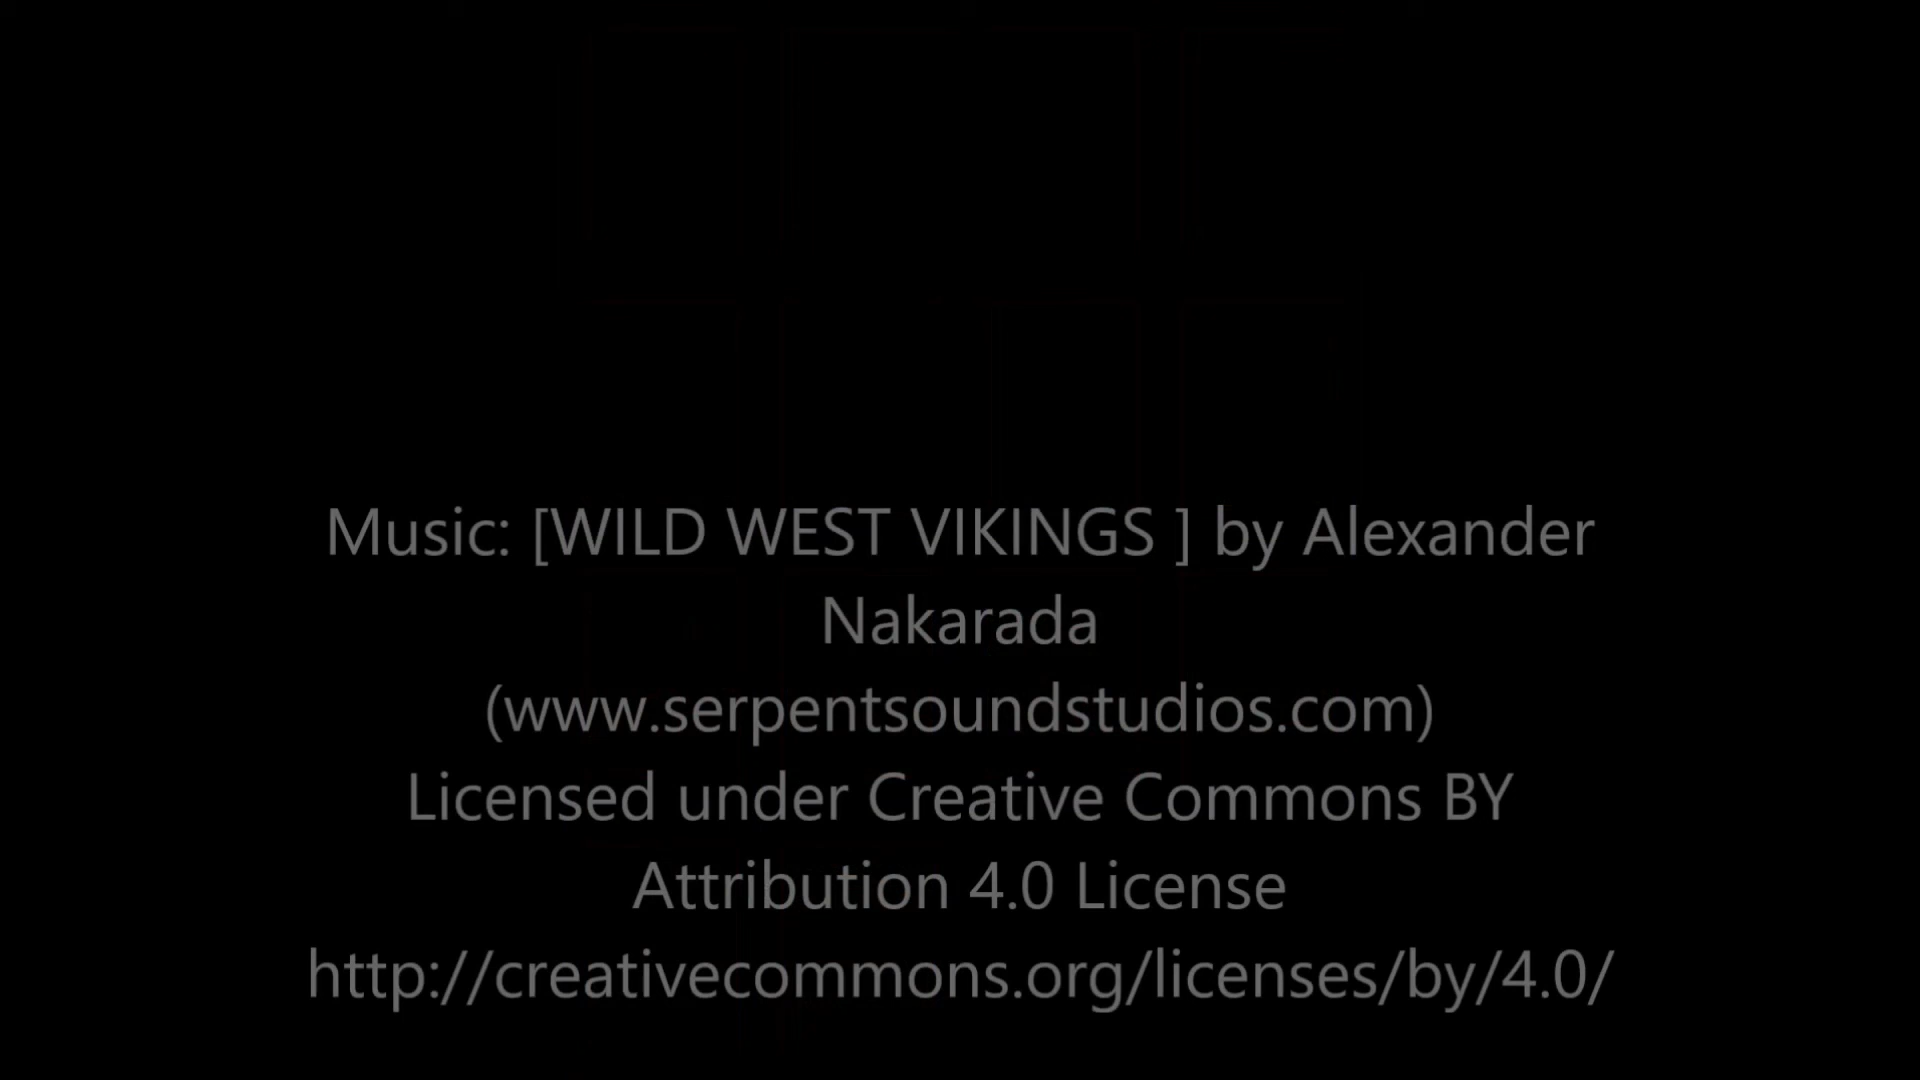 Music: [WILD WEST VIKINGS ] by Alexander
Nakarada
(www.serpentsoundstudios.com)
Licensed under Creative Commons BY
Attribution 4.0 License
http://creativecommons.org/licenses/by/4.0/